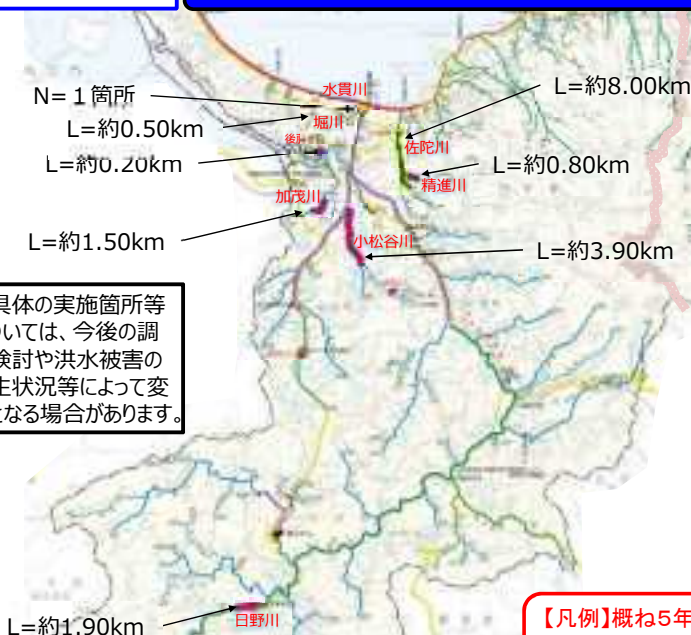 水貫川
N=１箇所
L=約8.00km
堀川
L=約0.50km
佐陀川
L=約0.20km
L=約0.80km
精進川
加茂川
小松谷川
L=約1.50km
L=約3.90km
具体の実施箇所等
ついては、今後の調
検討や洪水被害の
生状況等によって変
となる場合があります。
日野川
L=約1.90km
【凡例】概ね5年